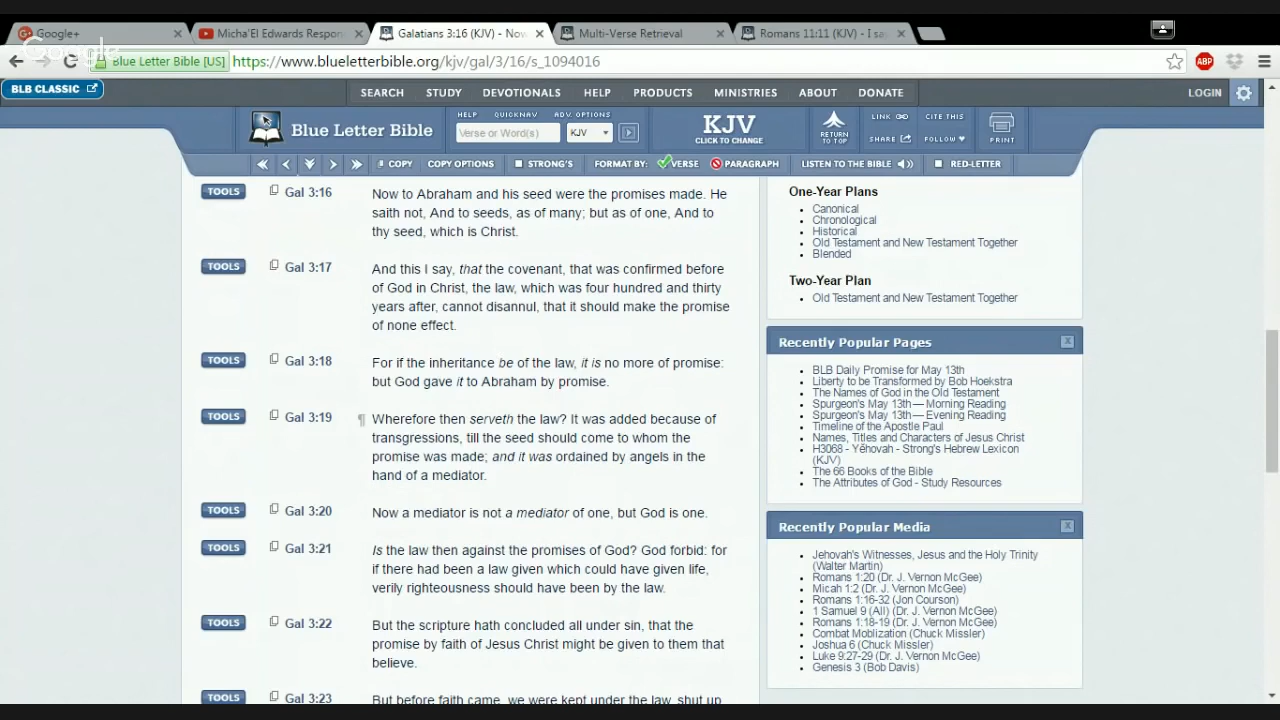 Google+
Micha'El Edwards Respon
Galatians 3:16 (KJV) - Nov
Multi-Verse Retrieval
Romans 11:11 (KJV) - I say
Google
Blue Letter Bible [US]
https://www.blueletterbible.org/kjv/gal/3/16/s_1094016
ABP
BLB CLASSIC
SEARCH STUDY DEVOTIONALS HELP PRODUCTS MINISTRIES ABOUT DONATE
LOGIN
Blue Letter Bible
HELP QUICKNAV ADV. OPTIONS
Verse or Word(s)
KJV
KJV
CLICK TO CHANGE
RETURN
TO TOP
LINK
CITE THIS
SHARE
FOLLOW
PRINT
COPY COPY OPTIONS STRONG'S FORMAT BY: VERSE PARAGRAPH LISTEN TO THE BIBLE RED-LETTER
TOOLS Gal 3:16 Now to Abraham and his seed were the promises made. He
saith not, And to seeds, as of many; but as of one, And to
thy seed, which is Christ.
TOOLS Gal 3:17 And this I say, that the covenant, that was confirmed before
of God in Christ, the law, which was four hundred and thirty
years after, cannot disannul, that it should make the promise
of none effect.
TOOLS Gal 3:18 For if the inheritance be of the law, it is no more of promise:
but God gave it to Abraham by promise.
TOOLS Gal 3:19 ¶ Wherefore then serveth the law? It was added because of
transgressions, till the seed should come to whom the
promise was made; and it was ordained by angels in the
hand of a mediator.
TOOLS Gal 3:20 Now a mediator is not a mediator of one, but God is one.
TOOLS Gal 3:21 Is the law then against the promises of God? God forbid: for
if there had been a law given which could have given life,
verily righteousness should have been by the law.
TOOLS Gal 3:22 But the scripture hath concluded all under sin, that the
promise by faith of Jesus Christ might be given to them that
believe.
TOOLS Gal 3:23 But before faith came, we were kept under the law, shut up
One-Year Plans
Canonical
Chronological
Historical
Old Testament and New Testament Together
Blended
Two-Year Plan
Old Testament and New Testament Together
Recently Popular Pages
BLB Daily Promise for May 13th
Liberty to be Transformed by Bob Hoekstra
The Names of God in the Old Testament
Spurgeon's May 13th — Morning Reading
Spurgeon's May 13th — Evening Reading
Timeline of the Apostle Paul
Names, Titles and Characters of Jesus Christ
H3068 - Yĕhovah - Strong's Hebrew Lexicon
(KJV)
The 66 Books of the Bible
The Attributes of God - Study Resources
Recently Popular Media
Jehovah's Witnesses, Jesus and the Holy Trinity
(Walter Martin)
Romans 1:20 (Dr. J. Vernon McGee)
Micah 1:2 (Dr. J. Vernon McGee)
Romans 1:16-32 (Jon Courson)
1 Samuel 9 (All) (Dr. J. Vernon McGee)
Romans 1:18-19 (Dr. J. Vernon McGee)
Combat Moblization (Chuck Missler)
Joshua 6 (Chuck Missler)
Luke 9:27-29 (Dr. J. Vernon McGee)
Genesis 3 (Bob Davis)